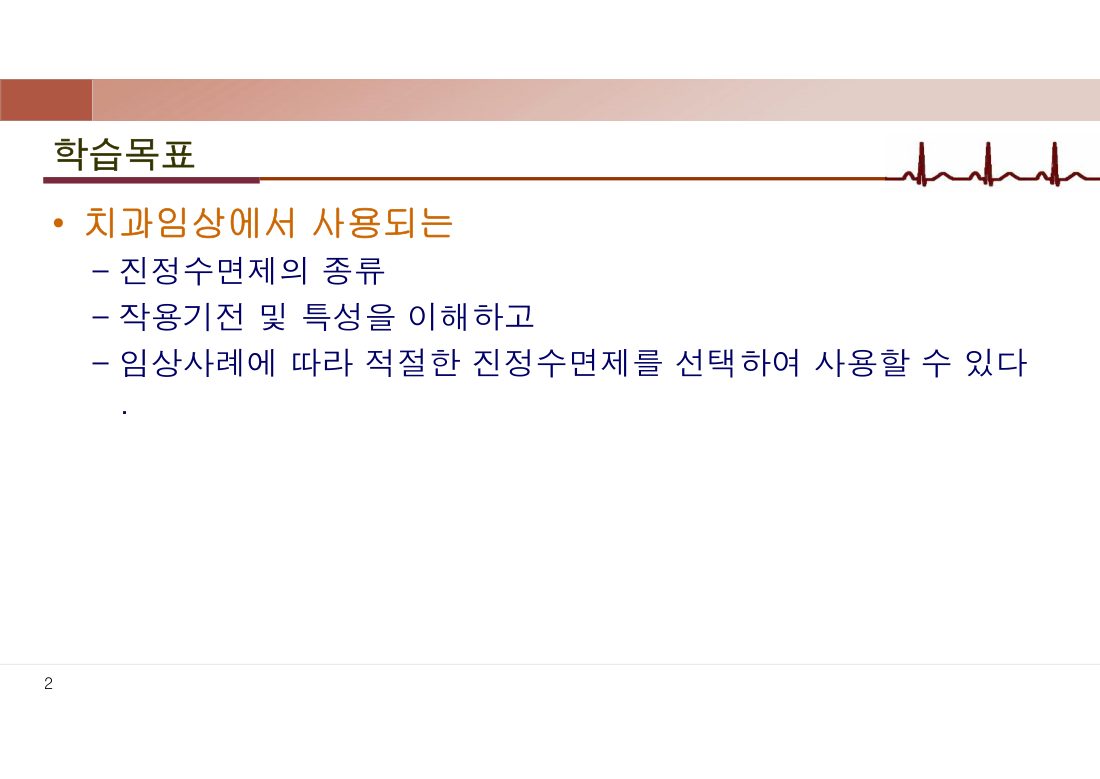 학습목표
• 치과임상에서 사용되는
– 진정수면제의 종류
– 작용기전 및 특성을 이해하고
– 임상사례에 따라 적절한 진정수면제를 선택하여 사용할 수 있다
.
2